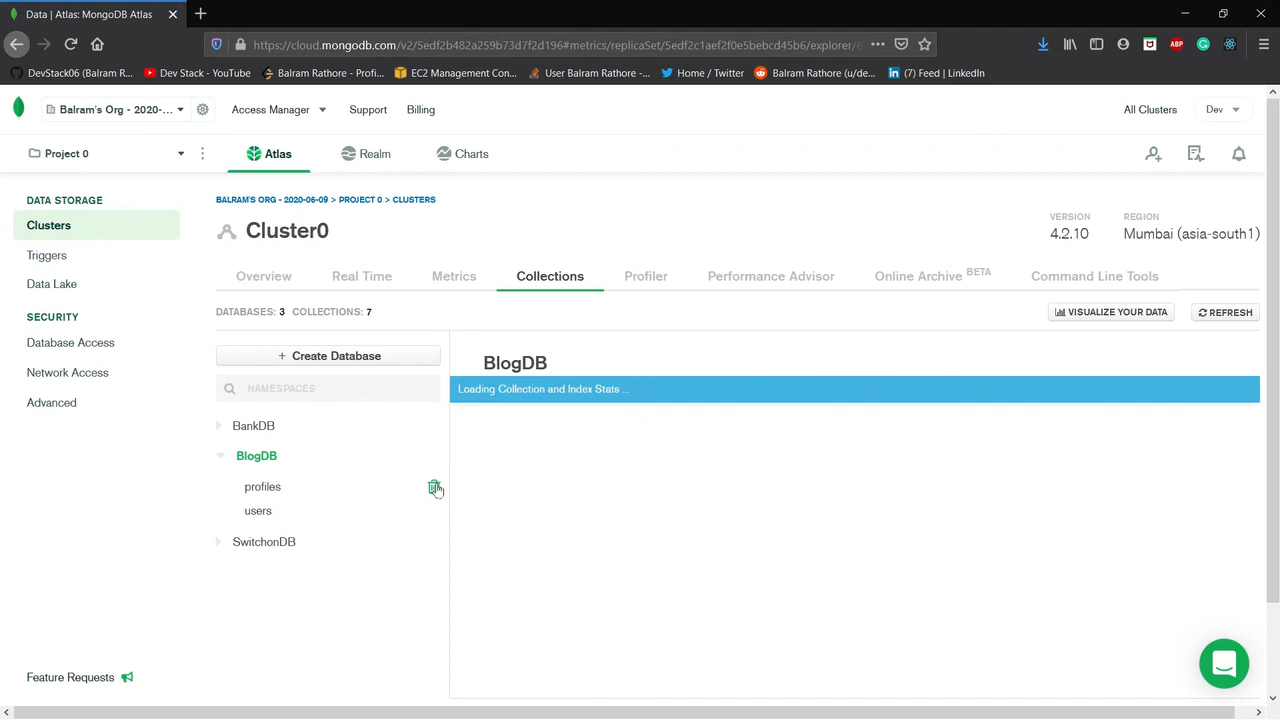 Data | Atlas: MongoDB Atlas
https://cloud.mongodb.com/v2/5edf2b482a259b73d7f2d196#metrics/replicaSet/5edf2c1aef2f0e5bebcd45b6/explorer/B
DevStack06 (Balram R... Dev Stack - YouTube Balram Rathore - Profi... EC2 Management Con... User Balram Rathore -... Home / Twitter Balram Rathore (u/de... (7) Feed | LinkedIn
Balram's Org - 2020-... Access Manager Support Billing All Clusters Dev
Project 0 Atlas Realm Charts
DATA STORAGE
Clusters
Triggers
Data Lake
SECURITY
Database Access
Network Access
Advanced
Feature Requests
BALRAM'S ORG - 2020-06-09 > PROJECT 0 > CLUSTERS
Cluster0
VERSION
4.2.10
REGION
Mumbai (asia-south1)
Overview Real Time Metrics Collections Profiler Performance Advisor Online Archive BETA Command Line Tools
DATABASES: 3 COLLECTIONS: 7
VISUALIZE YOUR DATA REFRESH
+ Create Database
NAMESPACES
BankDB
BlogDB
profiles
users
SwitchonDB
BlogDB
Loading Collection and Index Stats ...